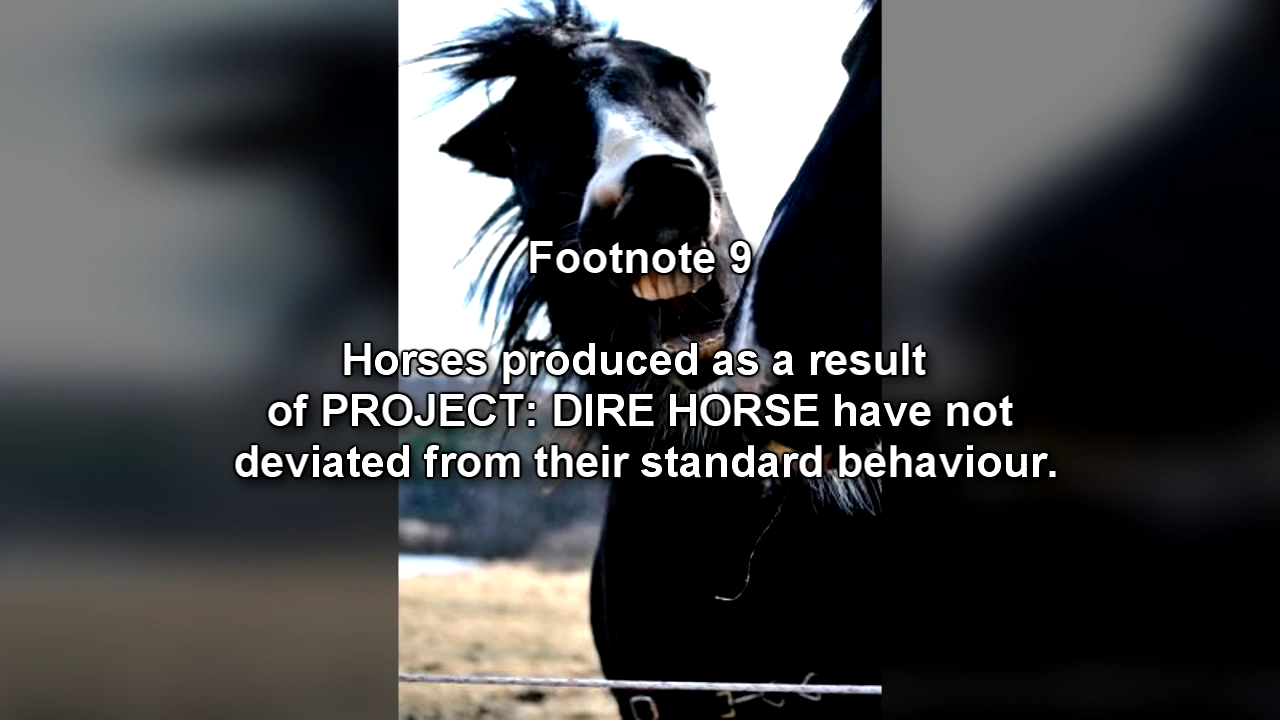 Footnote 9
Horses produced as a result
of PROJECT: DIRE HORSE have not
deviated from their standard behaviour.